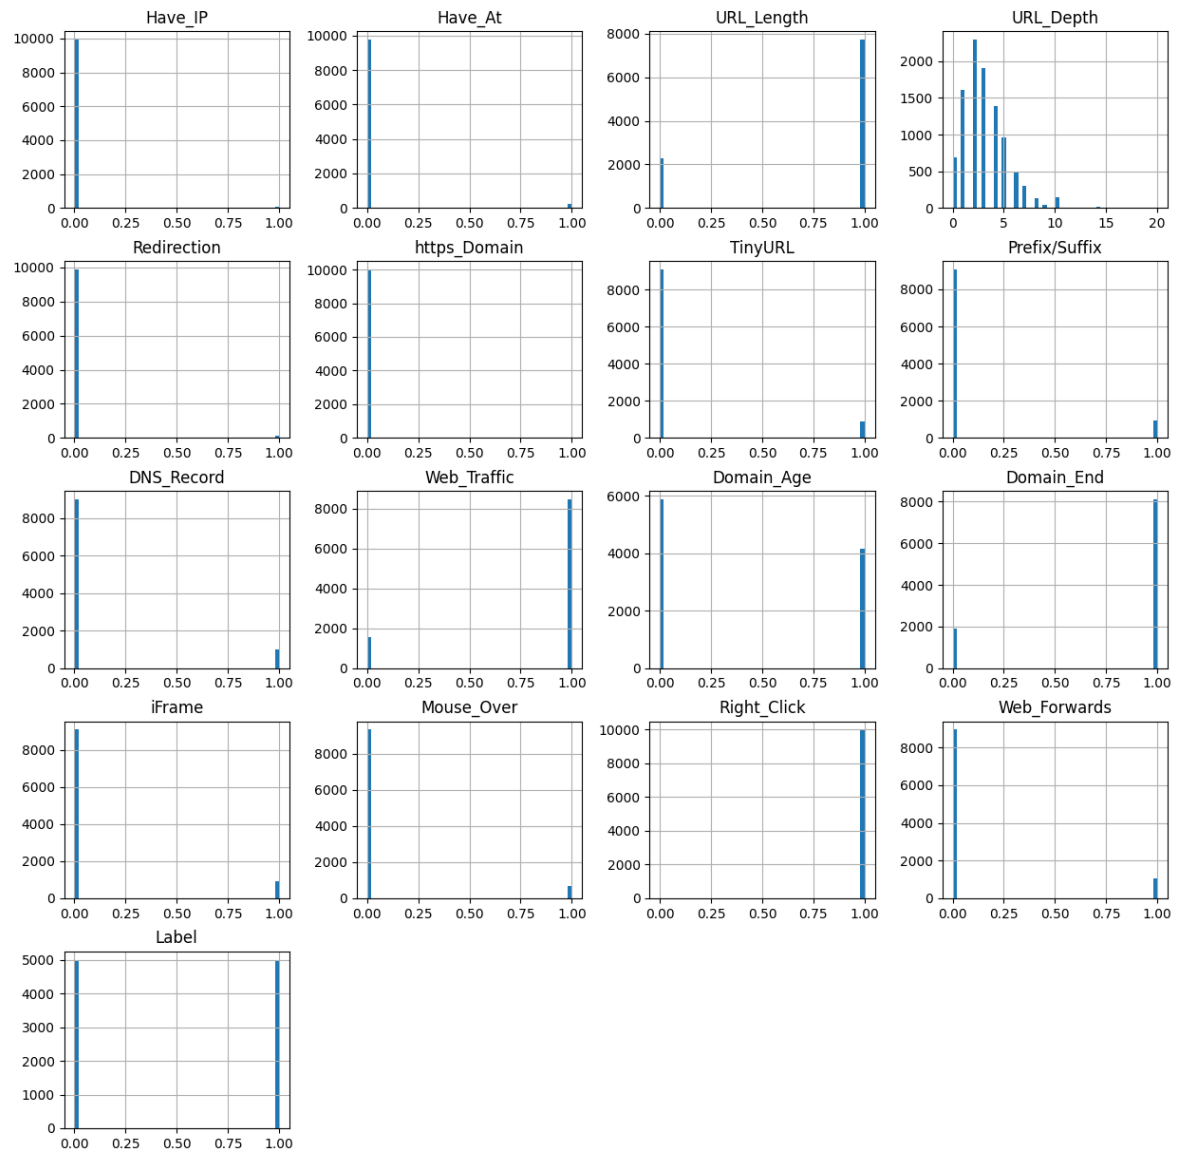 Have_IP
10000
8000
6000
4000
2000
0
0.00 0.25 0.50 0.75 1.00
Have_At
10000
8000
6000
4000
2000
0
0.00 0.25 0.50 0.75 1.00
URL_Length
8000
6000
4000
2000
0
0.00 0.25 0.50 0.75 1.00
URL_Depth
2000
1500
1000
500
0
0 5 10 15 20
Redirection
10000
8000
6000
4000
2000
0
0.00 0.25 0.50 0.75 1.00
https_Domain
10000
8000
6000
4000
2000
0
0.00 0.25 0.50 0.75 1.00
TinyURL
8000
6000
4000
2000
0
0.00 0.25 0.50 0.75 1.00
Prefix/Suffix
8000
6000
4000
2000
0
0.00 0.25 0.50 0.75 1.00
DNS_Record
8000
6000
4000
2000
0
0.00 0.25 0.50 0.75 1.00
Web_Traffic
8000
6000
4000
2000
0
0.00 0.25 0.50 0.75 1.00
Domain_Age
6000
4000
2000
0
0.00 0.25 0.50 0.75 1.00
Domain_End
8000
6000
4000
2000
0
0.00 0.25 0.50 0.75 1.00
iFrame
8000
6000
4000
2000
0
0.00 0.25 0.50 0.75 1.00
Mouse_Over
8000
6000
4000
2000
0
0.00 0.25 0.50 0.75 1.00
Right_Click
10000
8000
6000
4000
2000
0
0.00 0.25 0.50 0.75 1.00
Web_Forwards
8000
6000
4000
2000
0
0.00 0.25 0.50 0.75 1.00
Label
5000
4000
3000
2000
1000
0
0.00 0.25 0.50 0.75 1.00